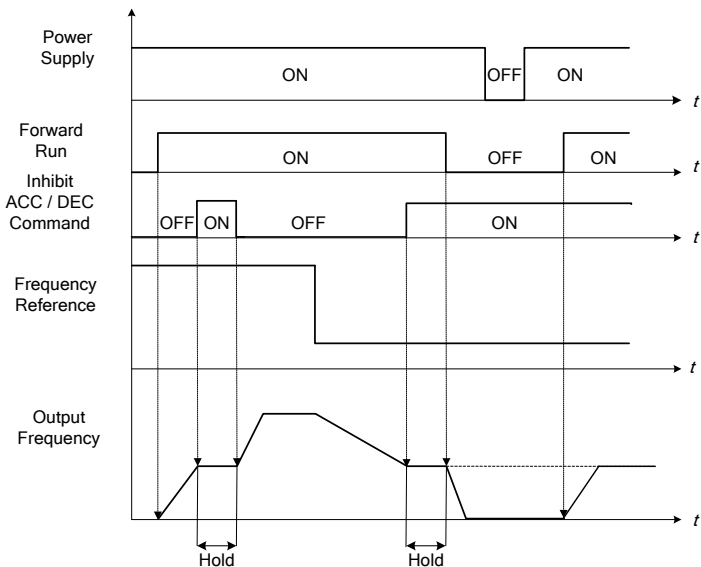 Power
Supply
ON
OFF
ON
t
Forward
Run
ON
OFF
ON
t
Inhibit
ACC / DEC
Command
OFF
ON
OFF
ON
t
Frequency
Reference
t
Output
Frequency
t
Hold
Hold